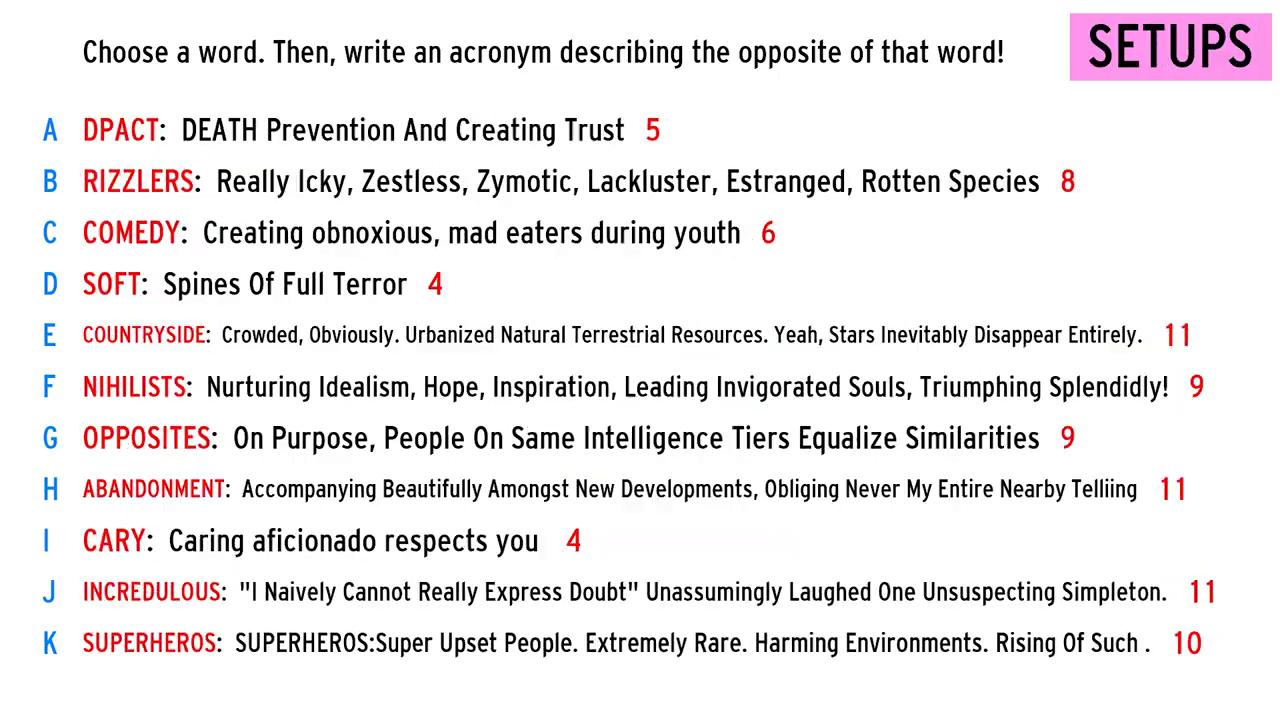 Choose a word. Then, write an acronym describing the opposite of that word!
SETUPS
A DPACT: DEATH Prevention And Creating Trust 5
B RIZZLERS: Really Icky, Zestless, Zymotic, Lackluster, Estranged, Rotten Species 8
C COMEDY: Creating obnoxious, mad eaters during youth 6
D SOFT: Spines Of Full Terror 4
E COUNTRYSIDE: Crowded, Obviously. Urbanized Natural Terrestrial Resources. Yeah, Stars Inevitably Disappear Entirely. 11
F NIHILISTS: Nurturing Idealism, Hope, Inspiration, Leading Invigorated Souls, Triumphing Splendidly! 9
G OPPOSITES: On Purpose, People On Same Intelligence Tiers Equalize Similarities 9
H ABANDONMENT: Accompanying Beautifully Amongst New Developments, Obliging Never My Entire Nearby Telliing 11
I CARY: Caring aficionado respects you 4
J INCREDULOUS: "I Naively Cannot Really Express Doubt" Unassumingly Laughed One Unsuspecting Simpleton. 11
K SUPERHEROS: SUPERHEROS:Super Upset People. Extremely Rare. Harming Environments. Rising Of Such . 10